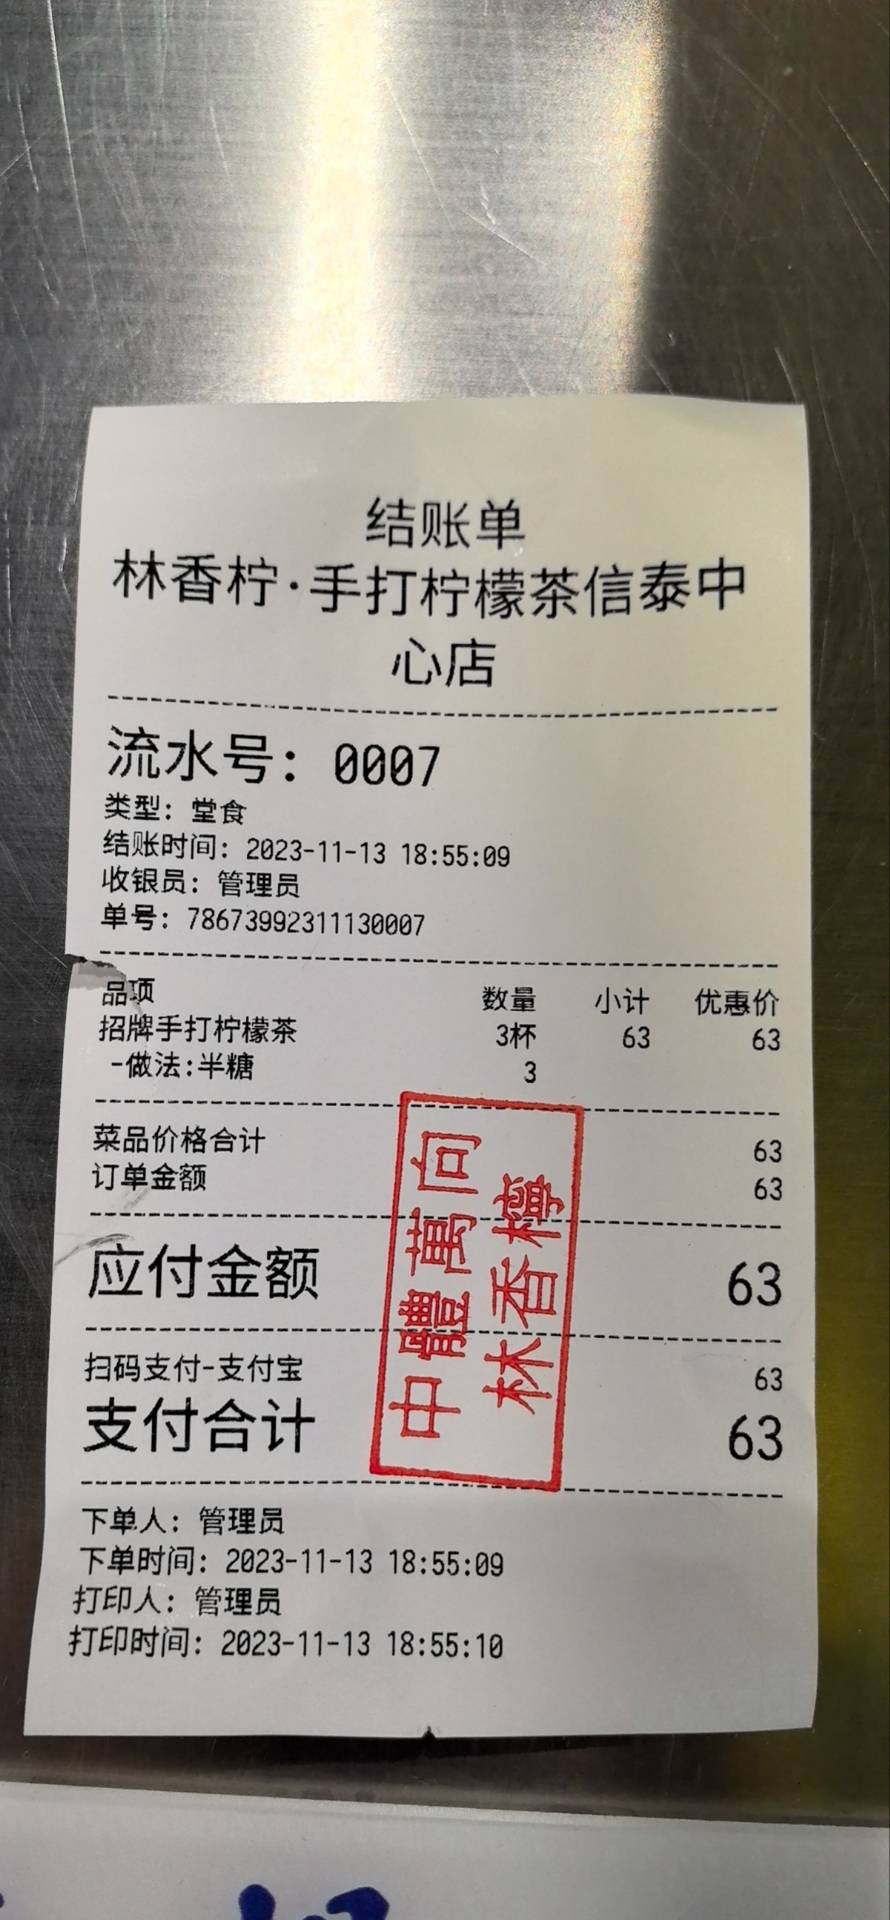 结账单
林香柠·手打柠檬茶信泰中
心店
流水号: 0007
类型: 堂食
结账时间: 2023-11-13 18:55:09
收银员: 管理员
单号: 78673992311130007
品项 数量 小计 优惠价
招牌手打柠檬茶 3杯 63 63
-做法:半糖 3
菜品价格合计 63
订单金额 63
应付金额 63
扫码支付-支付宝 63
支付合计 63
中體萬向
林香檸
下单人: 管理员
下单时间: 2023-11-13 18:55:09
打印人: 管理员
打印时间: 2023-11-13 18:55:10